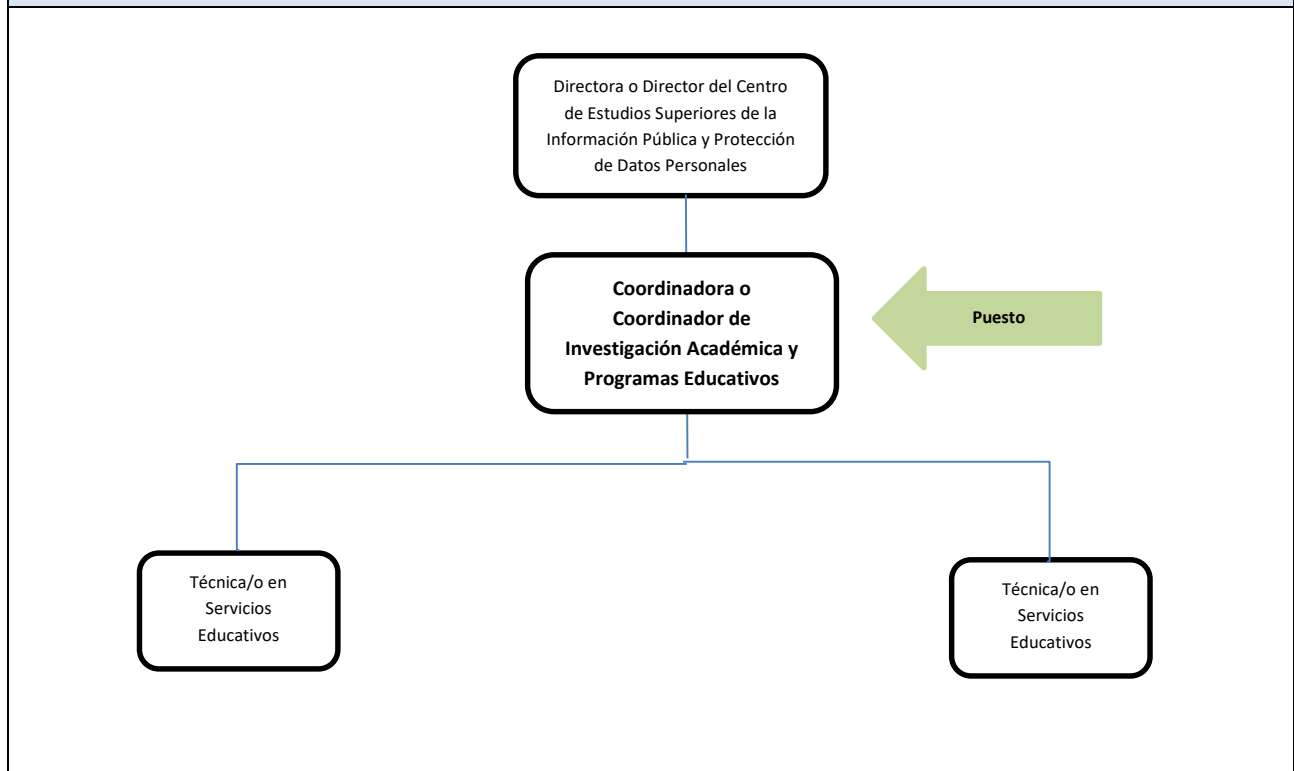 Directora o Director del Centro
de Estudios Superiores de la
Información Pública y Protección
de Datos Personales
Coordinadora o
Coordinador de
Investigación Académica y
Programas Educativos
Puesto
Técnica/o en
Servicios
Educativos
Técnica/o en
Servicios
Educativos